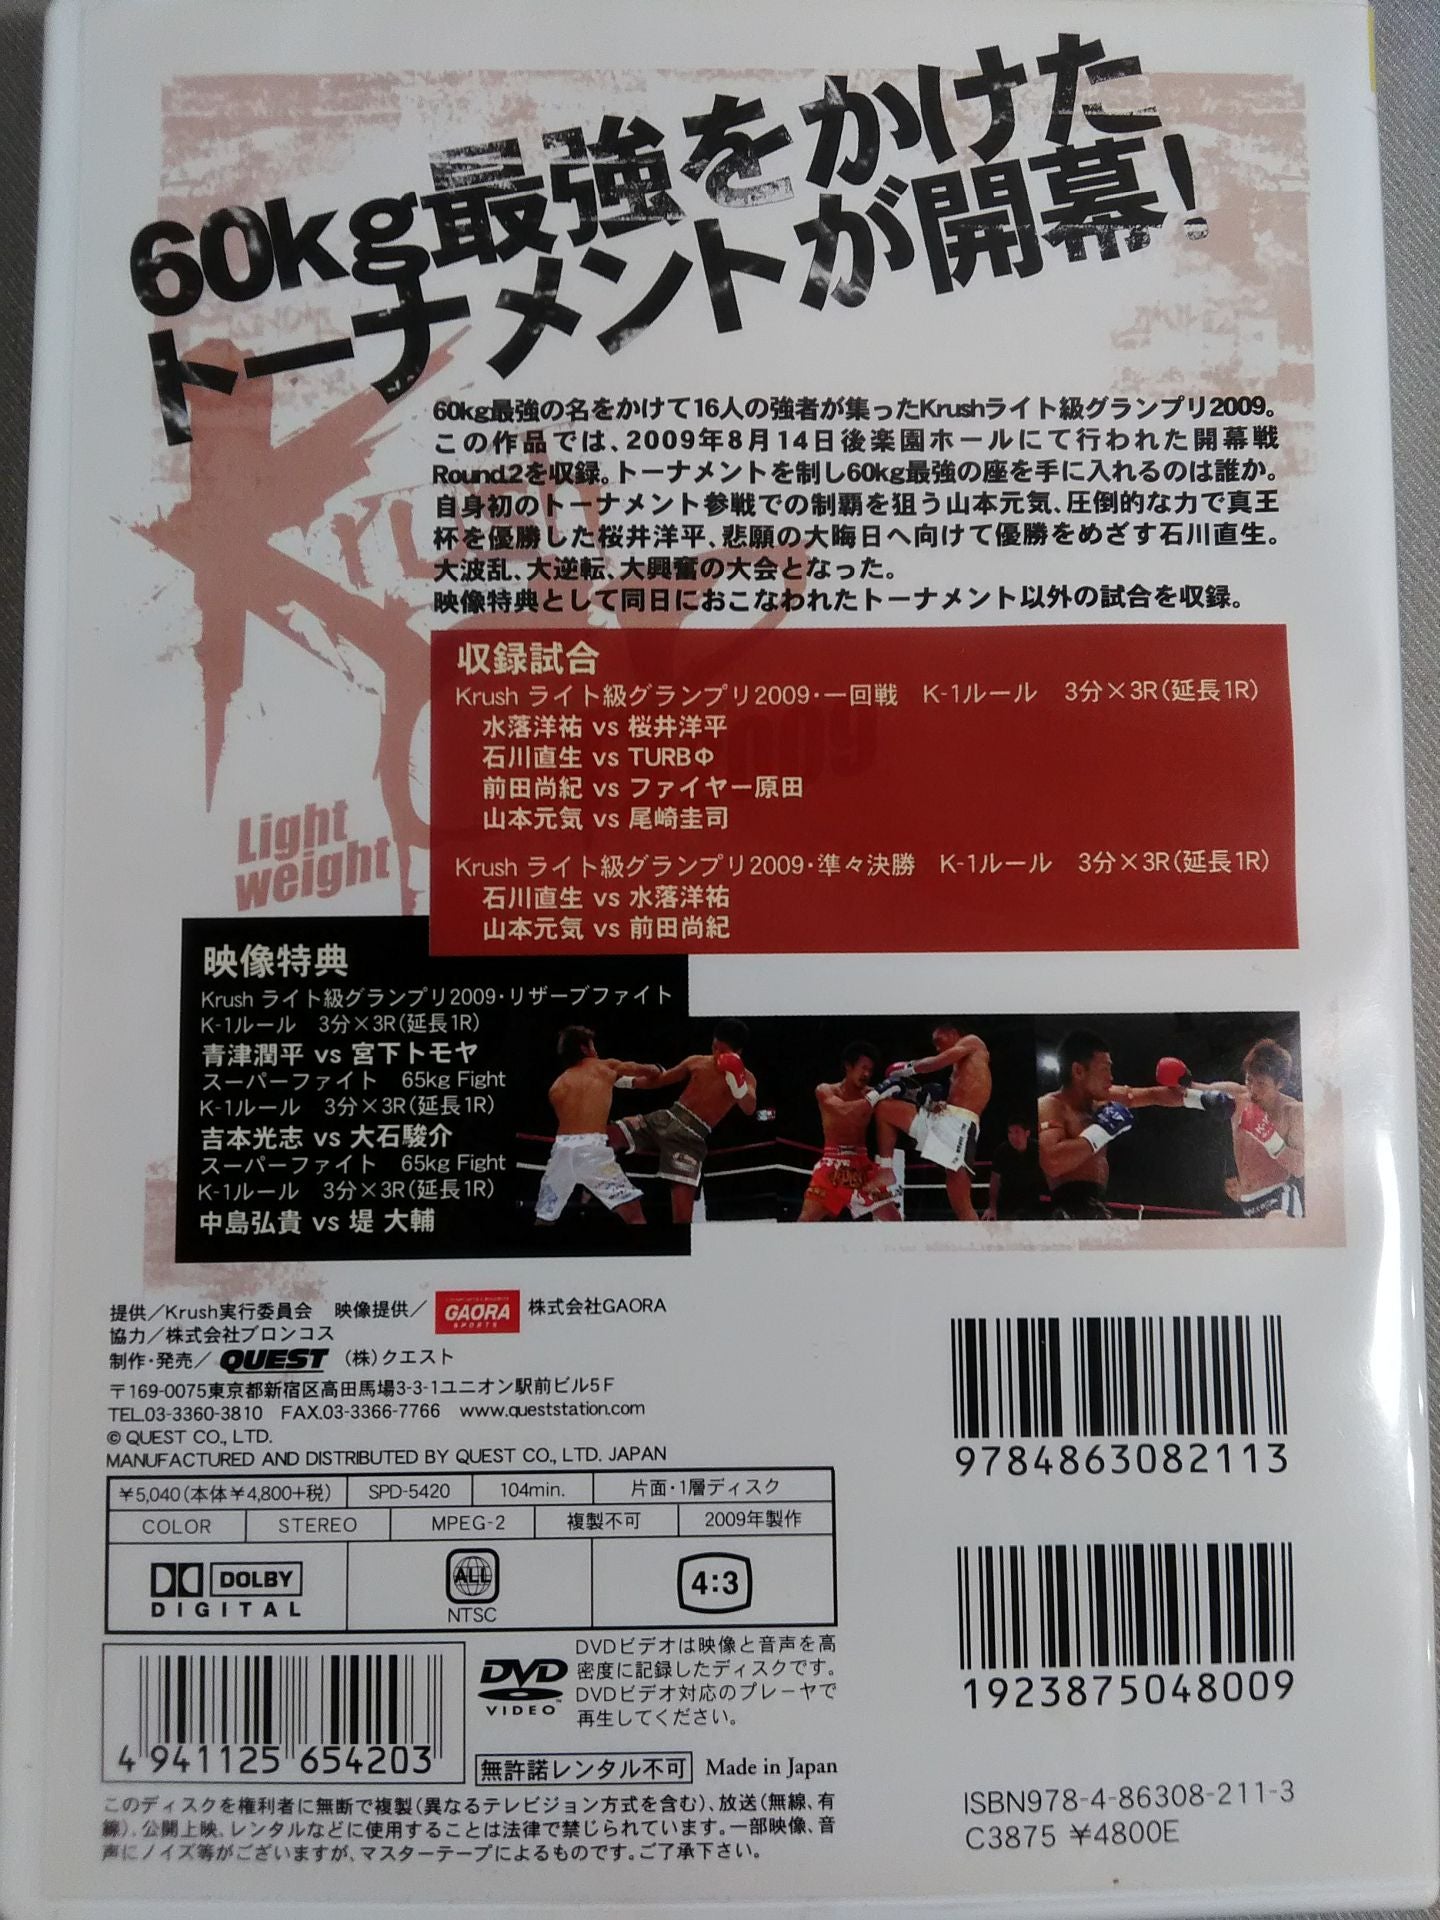 60kg最強をかけた
トーナメントが開幕!
60kg最強の名をかけて16人の強者が集ったKrushライト級グランプリ2009。
この作品では、2009年8月14日後楽園ホールにて行われた開幕戦
Round.2を収録。トーナメントを制し60kg最強の座を手に入れるのは誰か。
自身初のトーナメント参戦での制覇を狙う山本元気、圧倒的な力で真王
杯を優勝した桜井洋平、悲願の大晦日へ向けて優勝をめざす石川直生。
大波乱、大逆転、大興奮の大会となった。
映像特典として同日におこなわれたトーナメント以外の試合を収録。
Krush
Light
weight
収録試合
Krush ライト級グランプリ2009・一回戦 K-1ルール 3分×3R(延長1R)
水落洋祐 vs 桜井洋平
石川直生 vs TURBΦ
前田尚紀 vs ファイヤー原田
山本元気 vs 尾崎圭司
Krush ライト級グランプリ2009・準々決勝 K-1ルール 3分×3R(延長1R)
石川直生 vs 水落洋祐
山本元気 vs 前田尚紀
映像特典
Krush ライト級グランプリ2009・リザーブファイト
K-1ルール 3分×3R(延長1R)
青津潤平 vs 宮下トモヤ
スーパーファイト 65kg Fight
K-1ルール 3分×3R(延長1R)
吉本光志 vs 大石駿介
スーパーファイト 65kg Fight
K-1ルール 3分×3R(延長1R)
中島弘貴 vs 堤 大輔
提供/Krush実行委員会 映像提供/ GAORA SPORTS 株式会社GAORA
協力/株式会社ブロンコス
制作・発売/ QUEST (株)クエスト
〒169-0075東京都新宿区高田馬場3-3-1ユニオン駅前ビル5F
TEL.03-3360-3810 FAX.03-3366-7766 www.queststation.com
© QUEST CO., LTD.
MANUFACTURED AND DISTRIBUTED BY QUEST CO., LTD. JAPAN
¥5,040(本体¥4,800+税) SPD-5420 104min. 片面・1層ディスク
COLOR STEREO MPEG-2 複製不可 2009年製作
DOLBY DIGITAL
ALL
NTSC
4:3
9784863082113
1923875048009
4 941125 654203
DVD VIDEO
DVDビデオは映像と音声を高
密度に記録したディスクです。
DVDビデオ対応のプレーヤで
再生してください。
無許諾レンタル不可 Made in Japan
このディスクを権利者に無断で複製(異なるテレビジョン方式を含む)、放送(無線、有
線)、公開上映、レンタルなどに使用することは法律で禁じられています。一部映像、音
声にノイズ等がございますが、マスターテープによるものです。ご了承下さい。
ISBN978-4-86308-211-3
C3875 ¥4800E